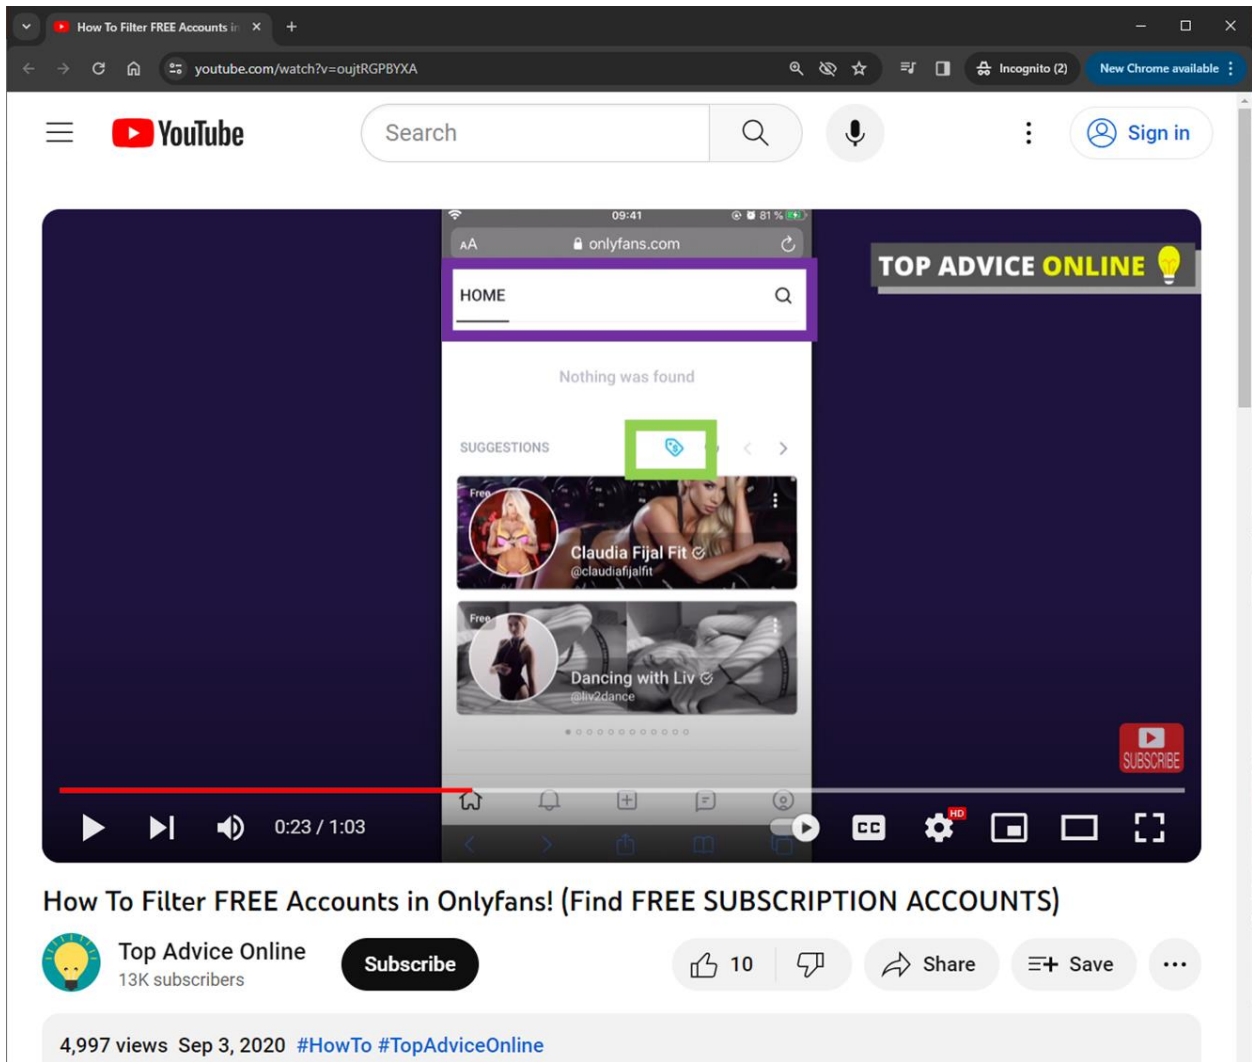 How To Filter FREE Accounts in
youtube.com/watch?v=oujtRGPBYXA
Incognito (2)
New Chrome available
YouTube
Search
Sign in
09:41
81 %
AA
onlyfans.com
TOP ADVICE ONLINE
HOME
Nothing was found
SUGGESTIONS
Free
Claudia Fijal Fit
@claudiafijalfit
Free
Dancing with Liv
@liv2dance
SUBSCRIBE
0:23 / 1:03
CC
HD
How To Filter FREE Accounts in Onlyfans! (Find FREE SUBSCRIPTION ACCOUNTS)
Top Advice Online
13K subscribers
Subscribe
10
Share
Save
4,997 views Sep 3, 2020 #HowTo #TopAdviceOnline